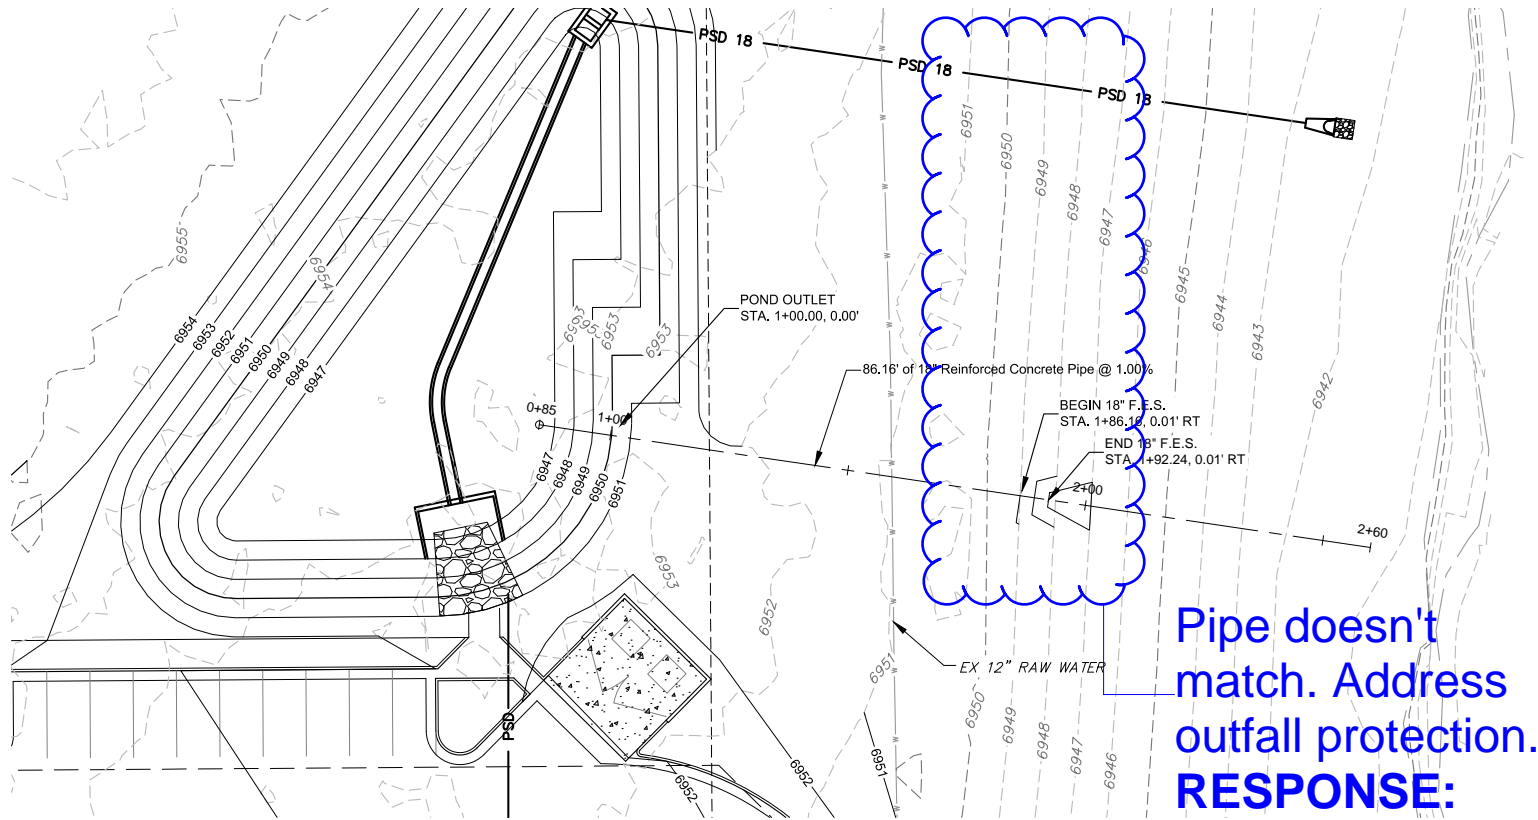 PSD 18
PSD 18
PSD 18
6951
6950
6949
6948
6947
6946
6945
6944
6943
6942
6955
6954
6954
6953
6952
6951
6950
6949
6948
6947
6953
6953
6953
POND OUTLET
STA. 1+00.00, 0.00'
86.16' of 18" Reinforced Concrete Pipe @ 1.00%
BEGIN 18" F.E.S.
STA. 1+86.16, 0.01' RT
END 18" F.E.S.
STA. 1+92.24, 0.01' RT
0+85
1+00
2+00
2+60
6947
6948
6949
6950
6951
6953
6952
6951
EX 12" RAW WATER
6950
6949
6948
6947
6946
PSD
6952
6952
6951
Pipe doesn't
match. Address
outfall protection.
RESPONSE: